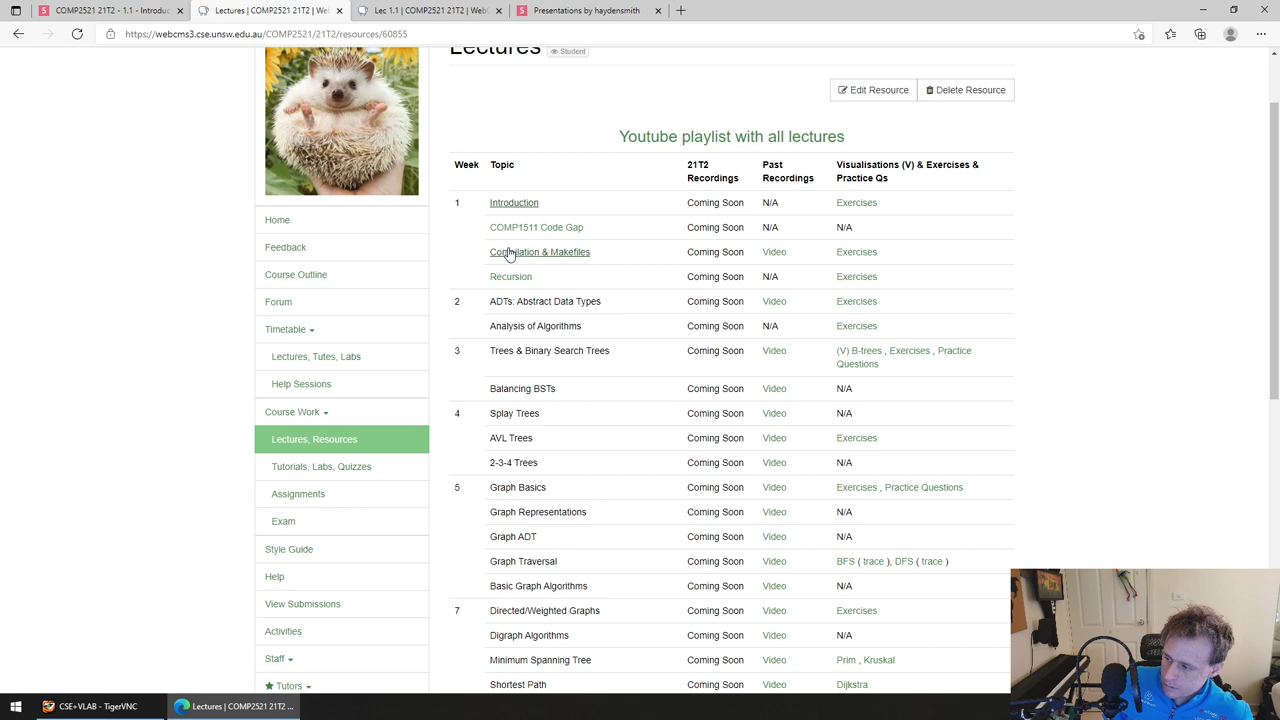 COMP2521 21T2 - 1.1 - Introduc
Lectures | COMP2521 21T2 | Web
Lec 1.1 | COMP2521 21T2 | WebC
Presentations by haydensmith
https://webcms3.cse.unsw.edu.au/COMP2521/21T2/resources/60855
Lectures Student
Edit Resource Delete Resource
Youtube playlist with all lectures
Week Topic 21T2 Recordings Past Recordings Visualisations (V) & Exercises & Practice Qs
1 Introduction Coming Soon N/A Exercises
COMP1511 Code Gap Coming Soon N/A N/A
Compilation & Makefiles Coming Soon Video Exercises
Recursion Coming Soon N/A Exercises
2 ADTs: Abstract Data Types Coming Soon Video Exercises
Analysis of Algorithms Coming Soon N/A Exercises
3 Trees & Binary Search Trees Coming Soon Video (V) B-trees , Exercises , Practice Questions
Balancing BSTs Coming Soon Video N/A
4 Splay Trees Coming Soon Video N/A
AVL Trees Coming Soon Video Exercises
2-3-4 Trees Coming Soon Video N/A
5 Graph Basics Coming Soon Video Exercises , Practice Questions
Graph Representations Coming Soon Video N/A
Graph ADT Coming Soon Video N/A
Graph Traversal Coming Soon Video BFS ( trace ), DFS ( trace )
Basic Graph Algorithms Coming Soon Video N/A
7 Directed/Weighted Graphs Coming Soon Video Exercises
Digraph Algorithms Coming Soon Video N/A
Minimum Spanning Tree Coming Soon Video Prim , Kruskal
Shortest Path Coming Soon Video Dijkstra
Home
Feedback
Course Outline
Forum
Timetable
Lectures, Tutes, Labs
Help Sessions
Course Work
Lectures, Resources
Tutorials, Labs, Quizzes
Assignments
Exam
Style Guide
Help
View Submissions
Activities
Staff
Tutors
CSE+VLAB - TigerVNC
Lectures | COMP2521 21T2 ...